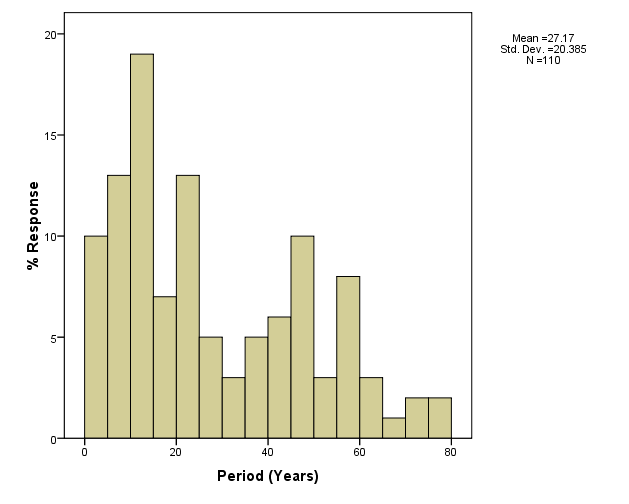 20
15
10
5
0
% Response
0 20 40 60 80
Period (Years)
Mean =27.17
Std. Dev. =20.385
N =110